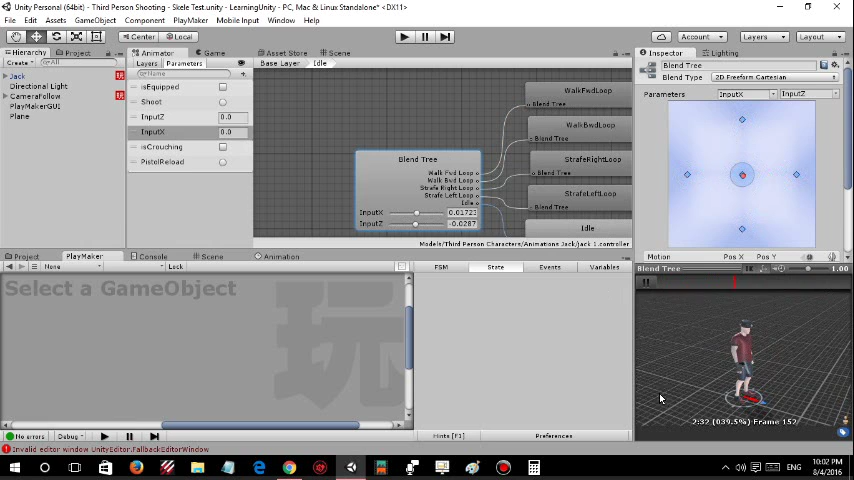 Unity Personal (64bit) - Third Person Shooting - Skele Test.unity - LearningUnity - PC, Mac & Linux Standalone* <DX11>
File Edit Assets GameObject Component PlayMaker Mobile Input Window Help
Center Local Account Layers Layout
Hierarchy Project Animator Game Asset Store Scene Inspector Lighting
Create All Layers Parameters Base Layer Idle Blend Tree
Name
Blend Type 2D Freeform Cartesian
Jack 玩
Directional Light
CameraFollow 玩
PlayMakerGUI
Plane
isEquipped
Shoot
InputZ 0.0
InputX 0.0
isCrouching
PistolReload
WalkFwdLoop
Blend Tree
WalkBwdLoop
Blend Tree
StrafeRightLoop
Blend Tree
StrafeLeftLoop
Blend Tree
Idle
Blend Tree
Walk Fwd Loop
Walk Bwd Loop
Strafe Right Loop
Strafe Left Loop
Idle
InputX 0.01723
InputZ -0.0287
Models/Third Person Characters/Animations Jack/jack 1.controller
Parameters InputX InputZ
Motion Pos X Pos Y
Blend Tree 1.00
2:32 (039.5%) Frame 152
Project PlayMaker Console Scene Animation
None Lock FSM State Events Variables
Select a GameObject
玩
No errors Debug Hints [F1] Preferences
Invalid editor window UnityEditor.FallbackEditorWindow
ENG
10:02 PM
8/4/2016